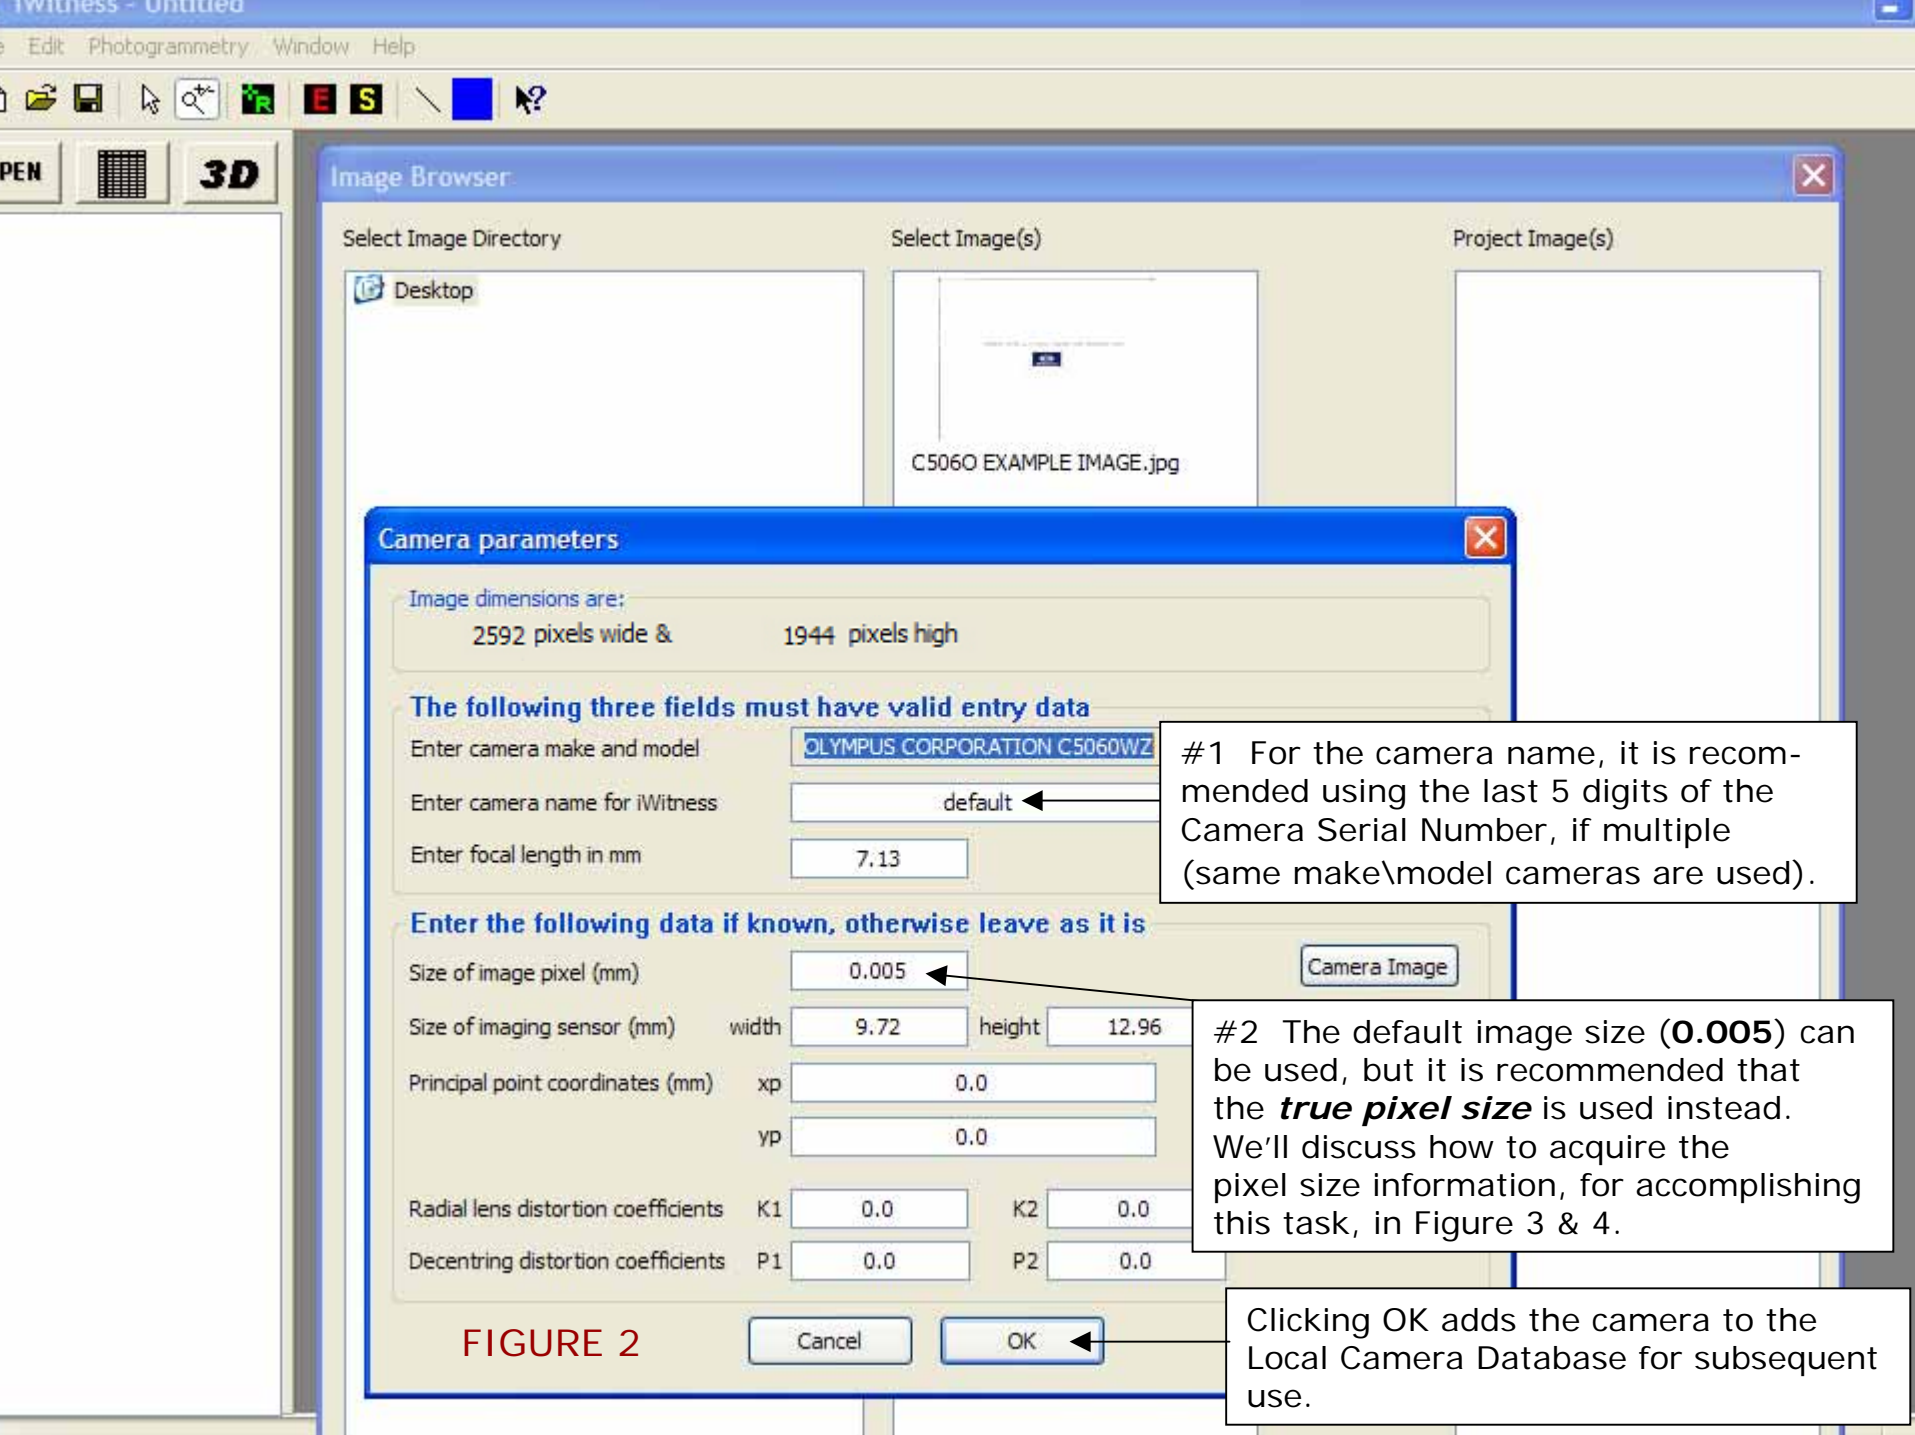 iWitness - Untitled
Edit Photogrammetry Window Help
R E S ?
PEN 3D
Image Browser
Select Image Directory Select Image(s) Project Image(s)
Desktop
C506O EXAMPLE IMAGE.jpg
Camera parameters
Image dimensions are:
2592 pixels wide & 1944 pixels high
The following three fields must have valid entry data
Enter camera make and model OLYMPUS CORPORATION C5060WZ
Enter camera name for iWitness default
Enter focal length in mm 7.13
#1 For the camera name, it is recom-
mended using the last 5 digits of the
Camera Serial Number, if multiple
(same make\model cameras are used).
Enter the following data if known, otherwise leave as it is
Size of image pixel (mm) 0.005 Camera Image
Size of imaging sensor (mm) width 9.72 height 12.96
Principal point coordinates (mm) xp 0.0
yp 0.0
Radial lens distortion coefficients K1 0.0 K2 0.0
Decentring distortion coefficients P1 0.0 P2 0.0
#2 The default image size (0.005) can
be used, but it is recommended that
the true pixel size is used instead.
We'll discuss how to acquire the
pixel size information, for accomplishing
this task, in Figure 3 & 4.
FIGURE 2 Cancel OK
Clicking OK adds the camera to the
Local Camera Database for subsequent
use.